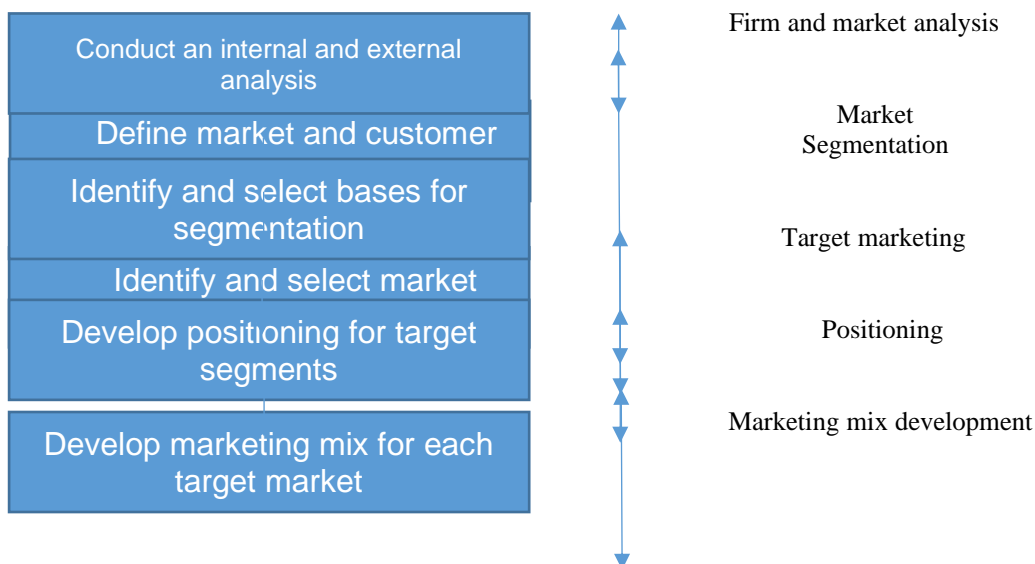 Conduct an internal and external
analysis
Define market and customer
Identify and select bases for
segmentation
Identify and select market
Develop positioning for target
segments
Develop marketing mix for each
target market
Firm and market analysis
Market
Segmentation
Target marketing
Positioning
Marketing mix development